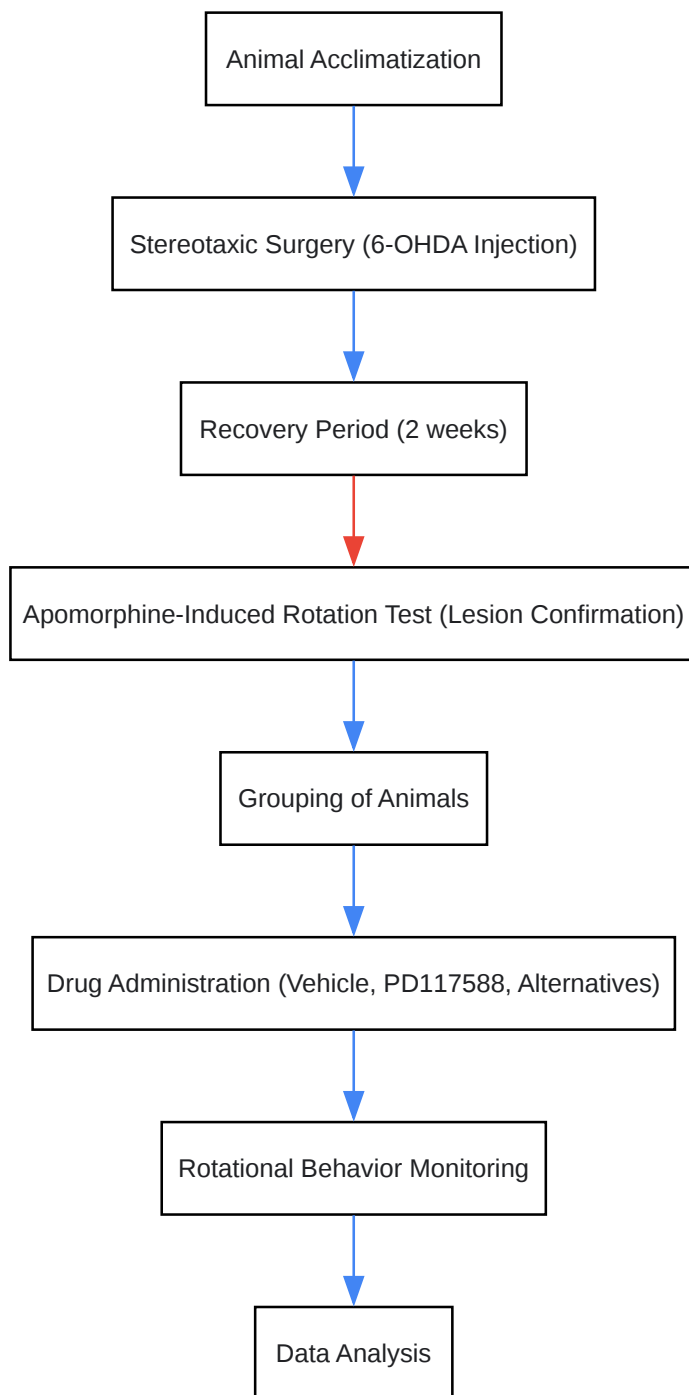 Animal Acclimatization
Stereotaxic Surgery (6-OHDA Injection)
Recovery Period (2 weeks)
Apomorphine-Induced Rotation Test (Lesion Confirmation)
Grouping of Animals
Drug Administration (Vehicle, PD117588, Alternatives)
Rotational Behavior Monitoring
Data Analysis